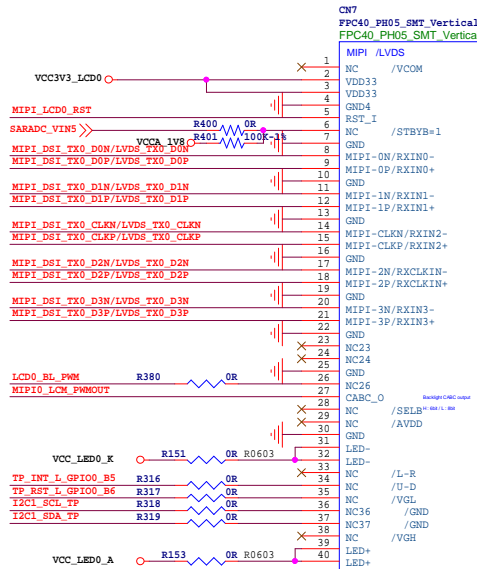 CN7
FPC40_PH05_SMT_Vertical
FPC40_PH05_SMT_Vertica
MIPI /LVDS
1 NC /VCOM
VCC3V3_LCD0 2 VDD33
3 VDD33
4 GND4
MIPI_LCD0_RST 5 RST_I
SARADC_VIN5 R400 0R 6 NC /STBYB=1
VCCA_1V8 R401 100K-1% 7 GND
MIPI_DSI_TX0_D0N/LVDS_TX0_D0N 8 MIPI-0N/RXIN0-
MIPI_DSI_TX0_D0P/LVDS_TX0_D0P 9 MIPI-0P/RXIN0+
10 GND
MIPI_DSI_TX0_D1N/LVDS_TX0_D1N 11 MIPI-1N/RXIN1-
MIPI_DSI_TX0_D1P/LVDS_TX0_D1P 12 MIPI-1P/RXIN1+
13 GND
MIPI_DSI_TX0_CLKN/LVDS_TX0_CLKN 14 MIPI-CLKN/RXIN2-
MIPI_DSI_TX0_CLKP/LVDS_TX0_CLKP 15 MIPI-CLKP/RXIN2+
16 GND
MIPI_DSI_TX0_D2N/LVDS_TX0_D2N 17 MIPI-2N/RXCLKIN-
MIPI_DSI_TX0_D2P/LVDS_TX0_D2P 18 MIPI-2P/RXCLKIN+
19 GND
MIPI_DSI_TX0_D3N/LVDS_TX0_D3N 20 MIPI-3N/RXIN3-
MIPI_DSI_TX0_D3P/LVDS_TX0_D3P 21 MIPI-3P/RXIN3+
22 GND
23 NC23
24 NC24
25 GND
LCD0_BL_PWM R380 0R 26 NC26
MIPI0_LCM_PWMOUT 27 CABC_O Backlight CABC output
28 NC /SELB H: 6bit / L: 8bit
29 NC /AVDD
30 GND
31 LED-
VCC_LED0_K R151 0R R0603 32 LED-
33 NC /L-R
TP_INT_L_GPIO0_B5 R316 0R 34 NC /U-D
TP_RST_L_GPIO0_B6 R317 0R 35 NC /VGL
I2C1_SCL_TP R318 0R 36 NC36 /GND
I2C1_SDA_TP R319 0R 37 NC37 /GND
38 NC /VGH
39 LED+
VCC_LED0_A R153 0R R0603 40 LED+